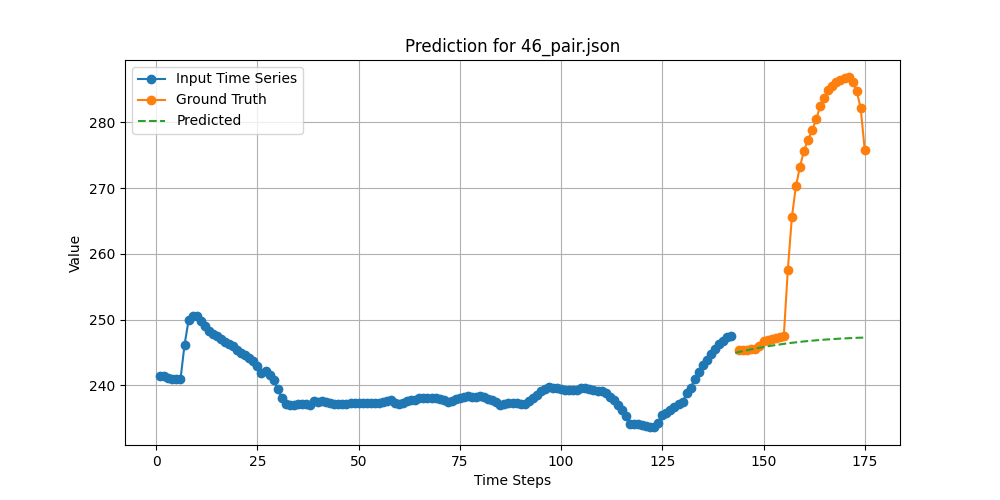 Prediction for 46_pair.json
Input Time Series
Ground Truth
Predicted
Value
280
270
260
250
240
0 25 50 75 100 125 150 175
Time Steps